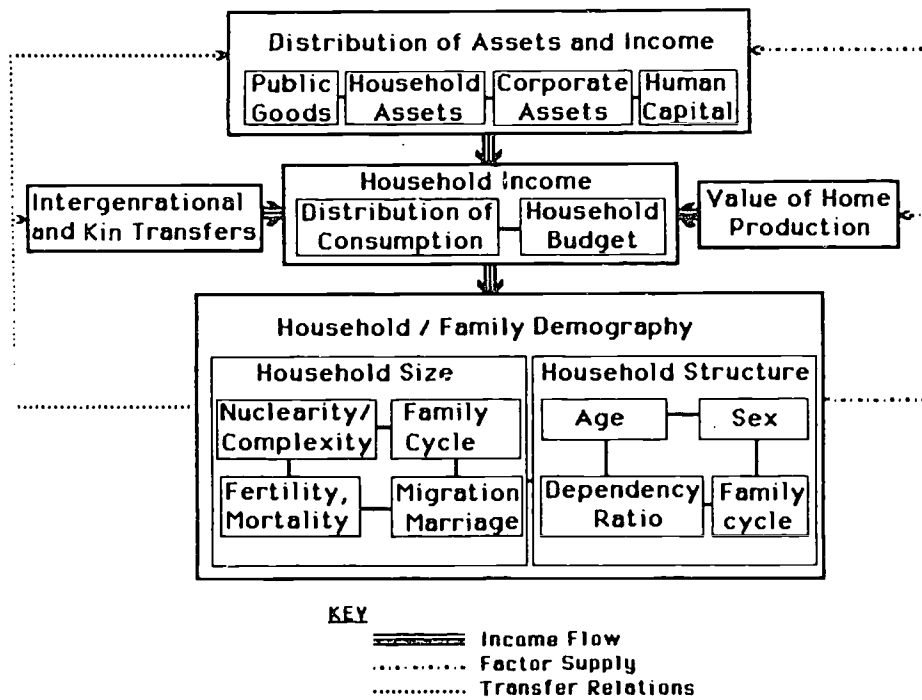 Distribution of Assets and Income
Public
Goods
Household
Assets
Corporate
Assets
Human
Capital
Household Income
Intergenrational
and Kin Transfers
Distribution of
Consumption
Household
Budget
Value of Home
Production
Household / Family Demography
Household Size
Nuclearity/
Complexity
Family
Cycle
Fertility,
Mortality
Migration
Marriage
Household Structure
Age
Sex
Dependency
Ratio
Family
cycle
KEY
Income Flow
Factor Supply
Transfer Relations